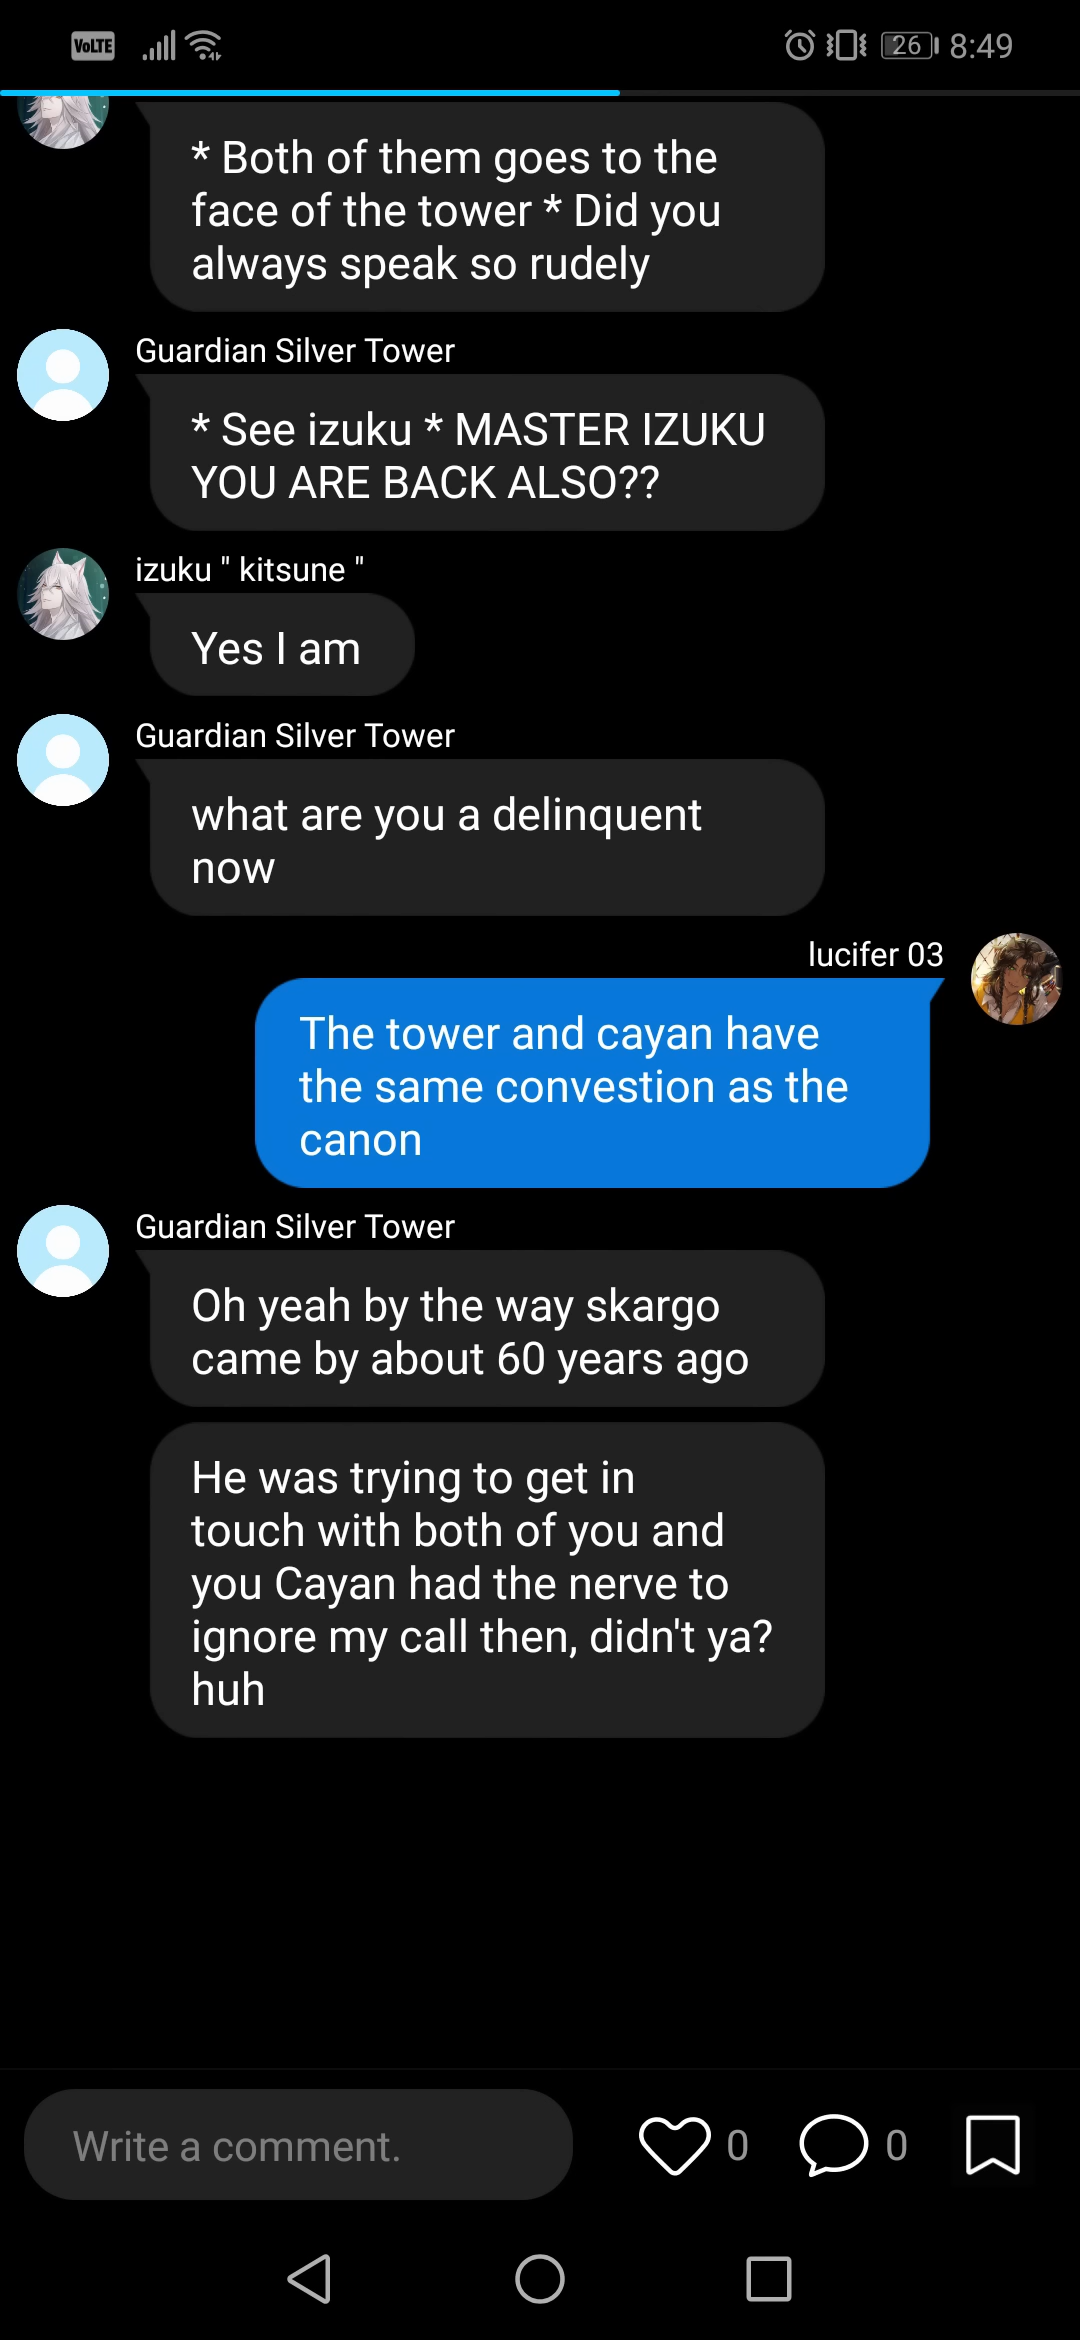 VoLTE
26
8:49
* Both of them goes to the
face of the tower * Did you
always speak so rudely
Guardian Silver Tower
* See izuku * MASTER IZUKU
YOU ARE BACK ALSO??
izuku " kitsune "
Yes I am
Guardian Silver Tower
what are you a delinquent
now
lucifer 03
The tower and cayan have
the same convestion as the
canon
Guardian Silver Tower
Oh yeah by the way skargo
came by about 60 years ago
He was trying to get in
touch with both of you and
you Cayan had the nerve to
ignore my call then, didn't ya?
huh
Write a comment.
0
0